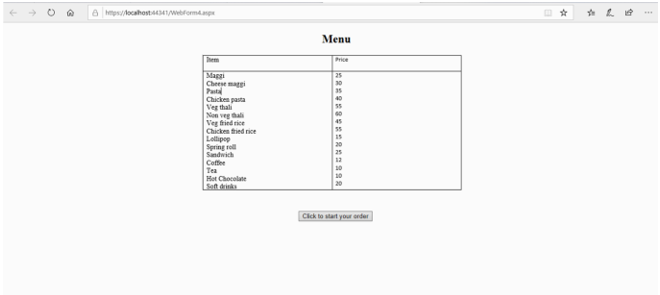 https://localhost:44341/WebForm4.aspx
Menu
Item Price
Maggi 25
Cheese maggi 30
Pasta 35
Chicken pasta 40
Veg thali 55
Non veg thali 60
Veg fried rice 45
Chicken fried rice 55
Lollipop 15
Spring roll 20
Sandwich 25
Coffee 12
Tea 10
Hot Chocolate 10
Soft drinks 20
Click to start your order